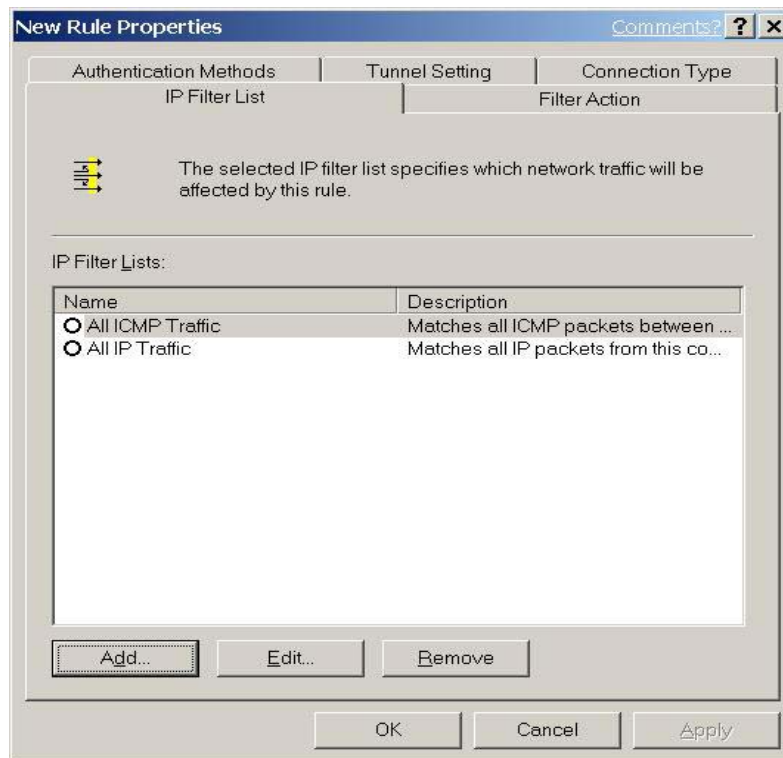 New Rule Properties Comments? ? ×
Authentication Methods Tunnel Setting Connection Type
IP Filter List Filter Action
The selected IP filter list specifies which network traffic will be
affected by this rule.
IP Filter Lists:
Name Description
All ICMP Traffic Matches all ICMP packets between ...
All IP Traffic Matches all IP packets from this co...
Add... Edit... Remove
OK Cancel Apply